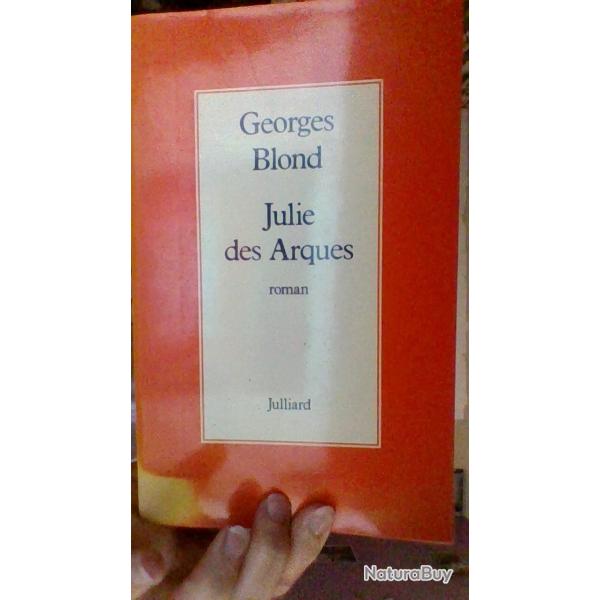 Georges
Blond
Julie
des Arques
roman
Julliard
NaturaBuy